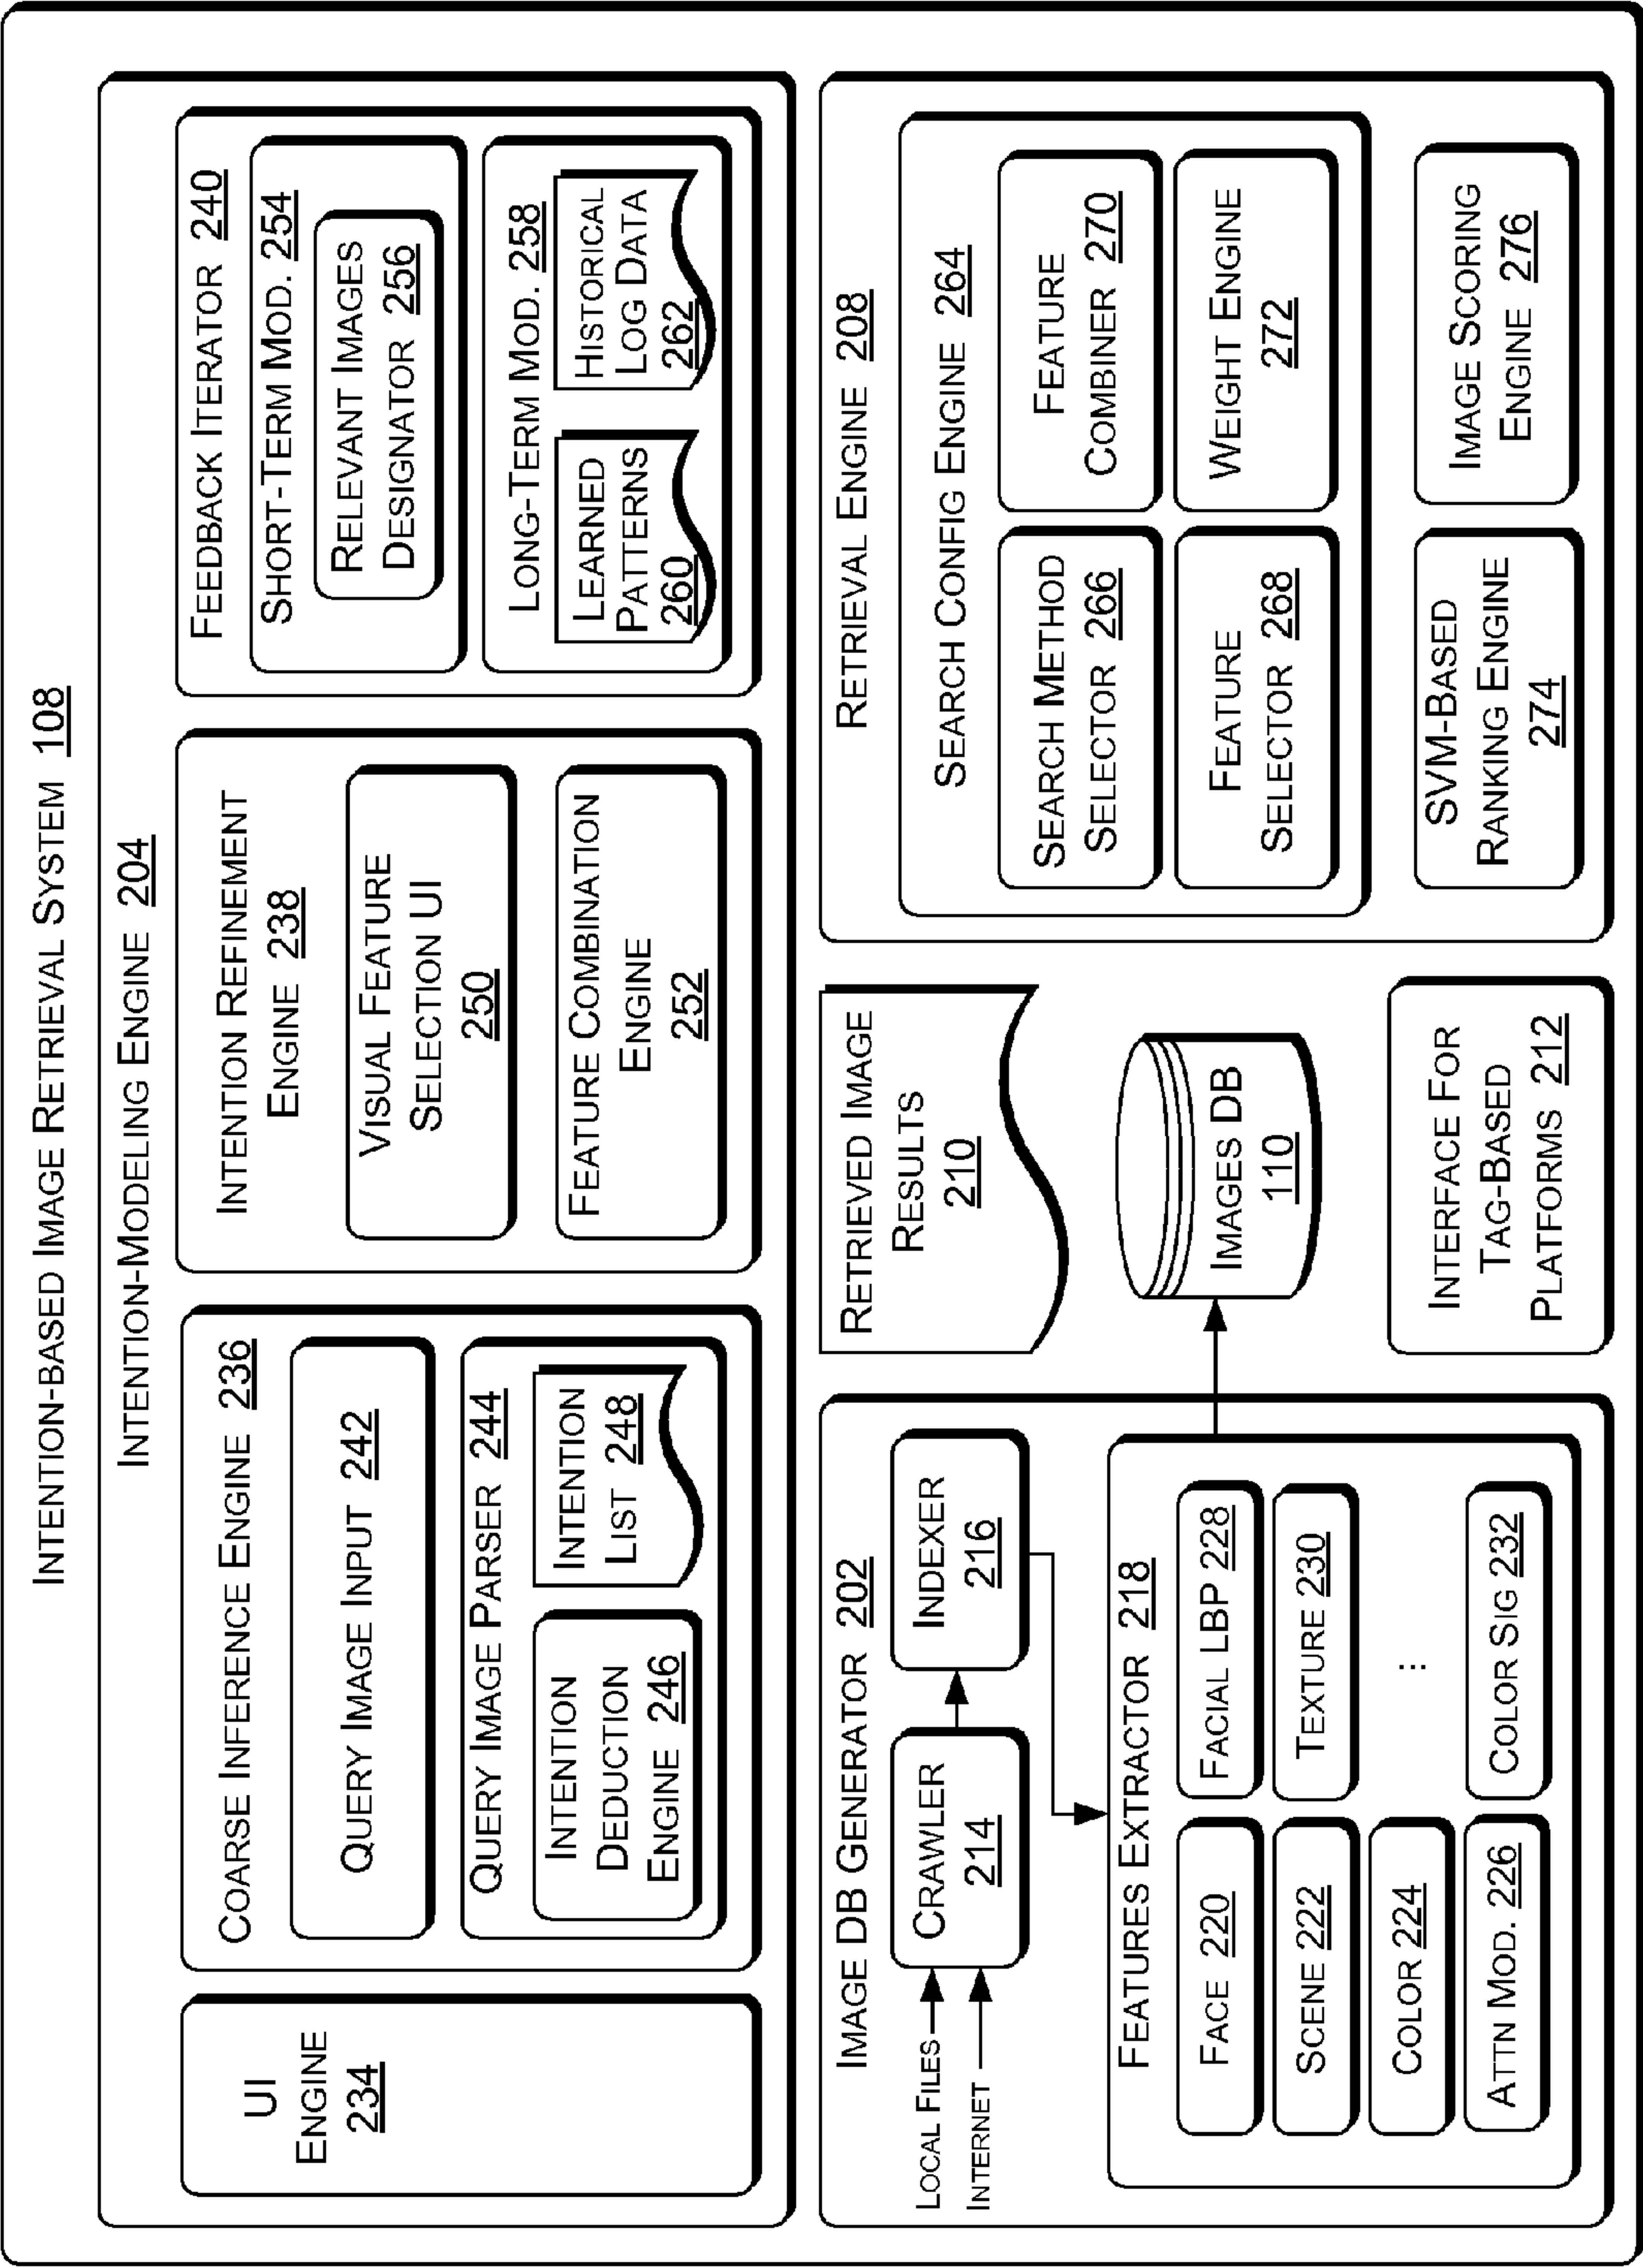 INTENTION-BASED IMAGE RETRIEVAL SYSTEM 108
INTENTION-MODELING ENGINE 204
UI
ENGINE
234
COARSE INFERENCE ENGINE 236
QUERY IMAGE INPUT 242
QUERY IMAGE PARSER 244
INTENTION
DEDUCTION
ENGINE 246
INTENTION
LIST 248
INTENTION REFINEMENT
ENGINE 238
VISUAL FEATURE
SELECTION UI
250
FEATURE COMBINATION
ENGINE
252
FEEDBACK ITERATOR 240
SHORT-TERM MOD. 254
RELEVANT IMAGES
DESIGNATOR 256
LONG-TERM MOD. 258
LEARNED
PATTERNS
260
HISTORICAL
LOG DATA
262
IMAGE DB GENERATOR 202
LOCAL FILES
INTERNET
CRAWLER
214
INDEXER
216
FEATURES EXTRACTOR 218
FACE 220
FACIAL LBP 228
SCENE 222
TEXTURE 230
COLOR 224
...
ATTN MOD. 226
COLOR SIG 232
RETRIEVED IMAGE
RESULTS
210
IMAGES DB
110
INTERFACE FOR
TAG-BASED
PLATFORMS 212
RETRIEVAL ENGINE 208
SEARCH CONFIG ENGINE 264
SEARCH METHOD
SELECTOR 266
FEATURE
COMBINER 270
FEATURE
SELECTOR 268
WEIGHT ENGINE
272
SVM-BASED
RANKING ENGINE
274
IMAGE SCORING
ENGINE 276